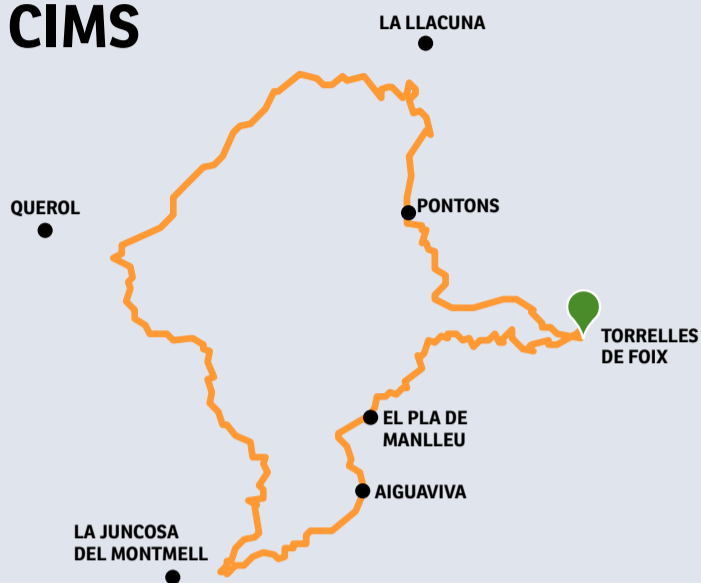 CIMS
LA LLACUNA
QUEROL
PONTONS
TORRELLES
DE FOIX
EL PLA DE
MANLLEU
AIGUAVIVA
LA JUNCOSA
DEL MONTMELL